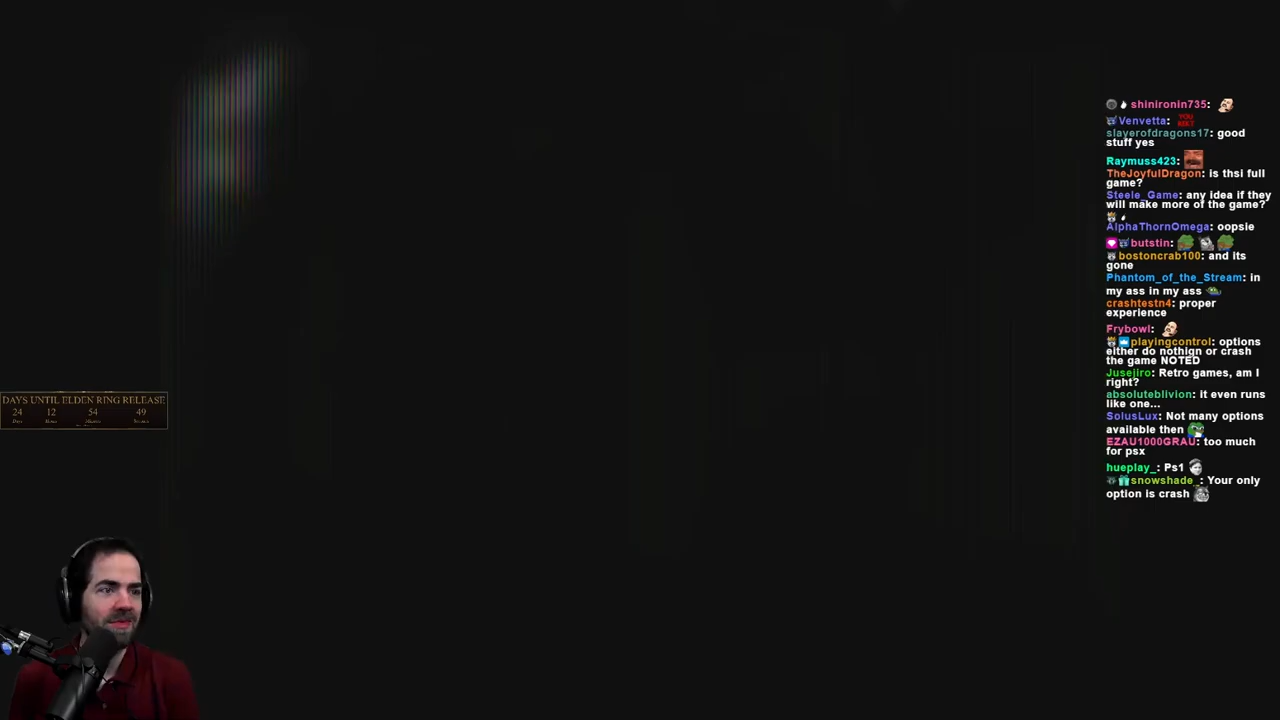 shinironin735:
Venvetta:
slayerofdragons17: good
stuff yes
Raymuss423:
TheJoyfulDragon: is thsi full
game?
Steele_Game: any idea if they
will make more of the game?
AlphaThornOmega: oopsie
butstin:
bostoncrab100: and its
gone
Phantom_of_the_Stream: in
my ass in my ass
crashtestn4: proper
experience
Frybowl:
playingcontrol: options
either do nothign or crash
the game NOTED
Jusejiro: Retro games, am I
right?
absoluteblivion: it even runs
like one...
SolusLux: Not many options
available then
EZAU1000GRAU: too much
for psx
hueplay_: Ps1
snowshade_: Your only
option is crash
DAYS UNTIL ELDEN RING RELEASE
24 12 54 49